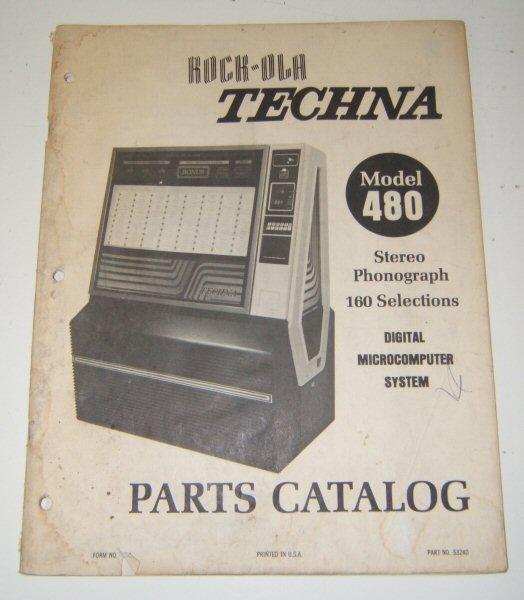 ROCK-OLA
TECHNA
BONUS
TECHNA
Model
480
Stereo
Phonograph
160 Selections
DIGITAL
MICROCOMPUTER
SYSTEM
PARTS CATALOG
FORM NO.
PRINTED IN U.S.A.
PART NO. 53240